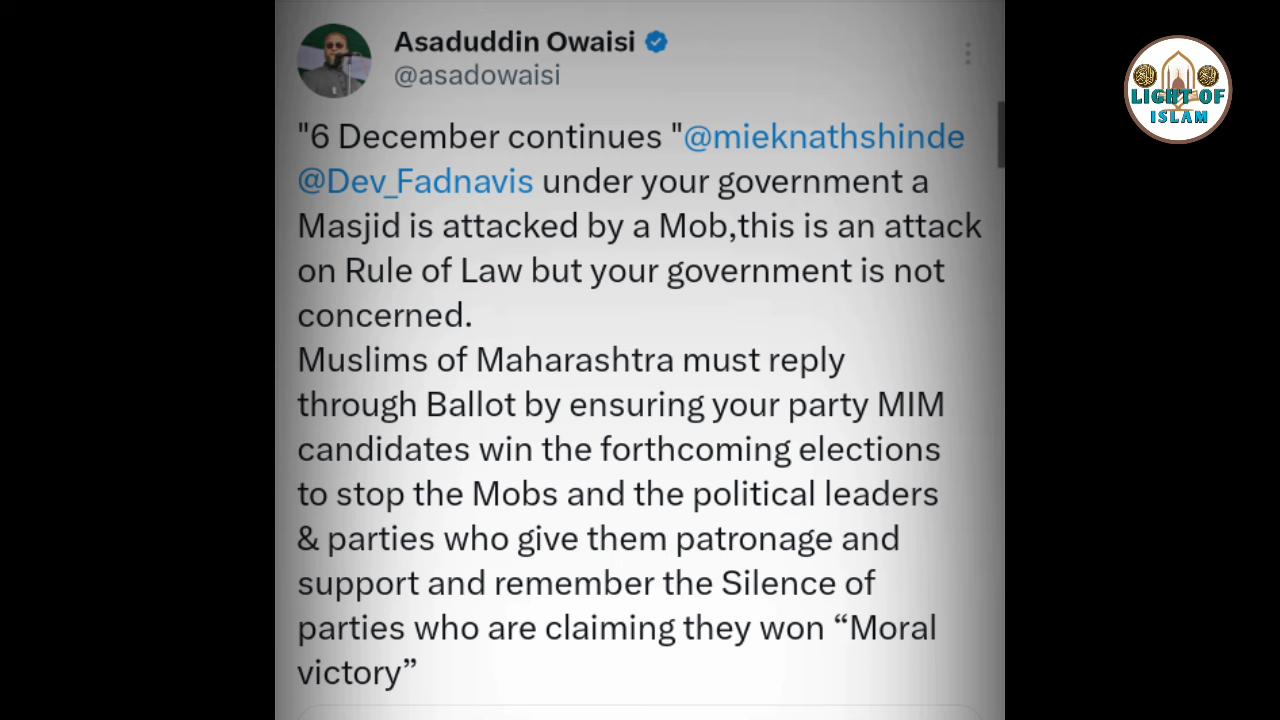 Asaduddin Owaisi
@asadowaisi
"6 December continues "@mieknathshinde
@Dev_Fadnavis under your government a
Masjid is attacked by a Mob,this is an attack
on Rule of Law but your government is not
concerned.
Muslims of Maharashtra must reply
through Ballot by ensuring your party MIM
candidates win the forthcoming elections
to stop the Mobs and the political leaders
& parties who give them patronage and
support and remember the Silence of
parties who are claiming they won “Moral
victory”
LIGHT OF
ISLAM